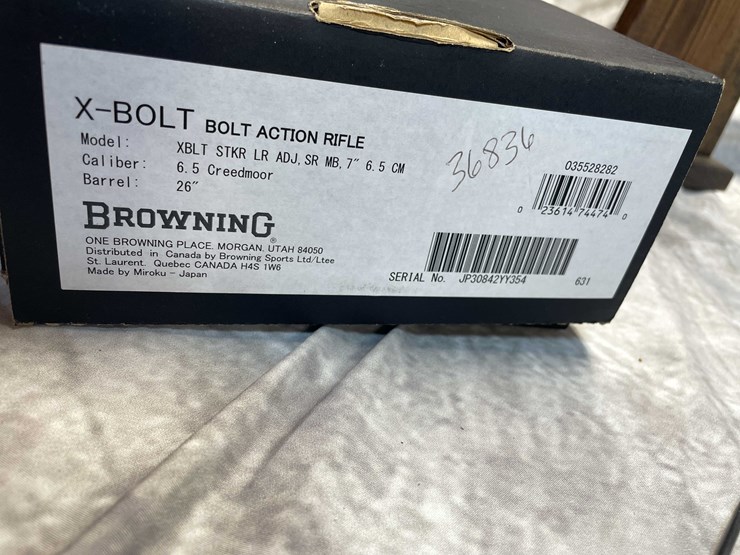 X-BOLT BOLT ACTION RIFLE
Model: XBLT STKR LR ADJ, SR MB, 7" 6.5 CM
Caliber: 6.5 Creedmoor
Barrel: 26"
BROWNING®
ONE BROWNING PLACE. MORGAN. UTAH 84050
Distributed in Canada by Browning Sports Ltd/Ltee
St. Laurent. Quebec CANADA H4S 1W6
Made by Miroku - Japan
36836
035528282
0 23614 74474 0
SERIAL No. JP30842YY354
631